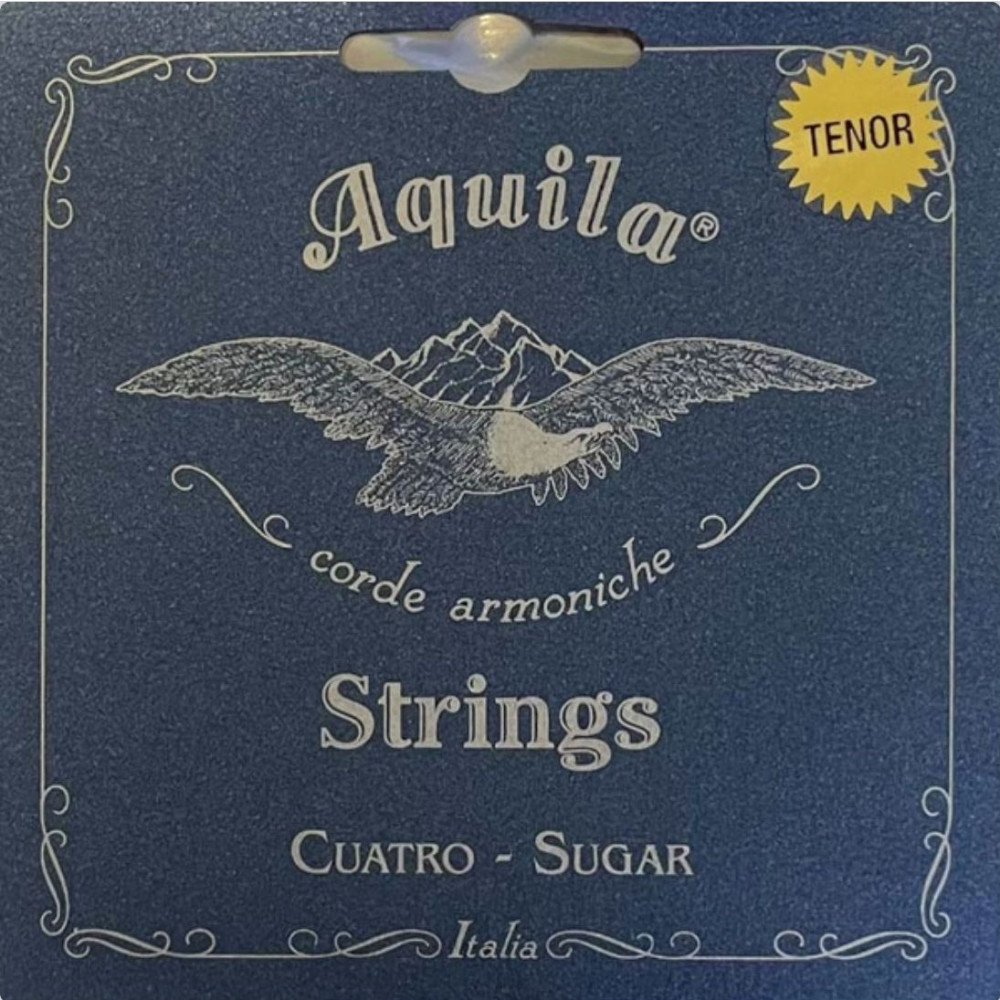 TENOR
Aquila®
corde armoniche
Strings
CUATRO - SUGAR
Italia